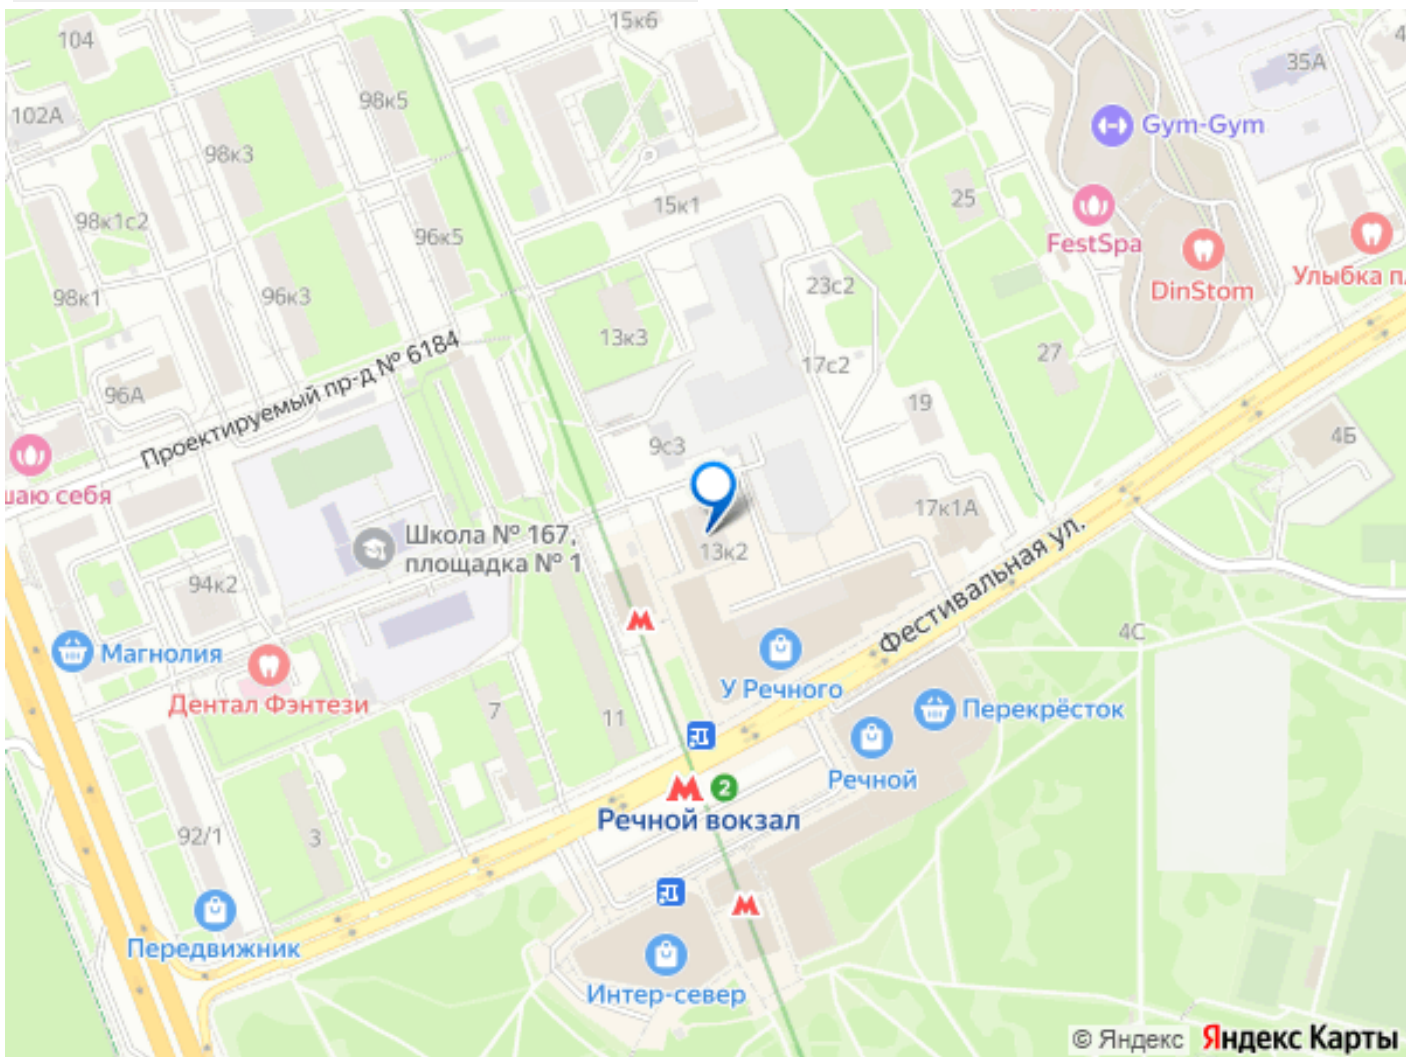 15к6
104
35А
98к5
102А
Gym-Gym
98к3
25
15к1
98к1с2
96к5
FestSpa
23с2
DinStom
Улыбка пл
98к1
96к3
13к3
Проектируемый пр-д № 6184
17с2
27
96А
19
4Б
9с3
шаю себя
17к1А
Школа № 167,
площадка № 1
13к2
94к2
Фестивальная ул.
4С
Магнолия
У Речного
Дентал Фэнтези
7
11
Перекрёсток
Речной
2
Речной вокзал
92/1
3
Передвижник
Интер-север
© Яндекс Яндекс Карты